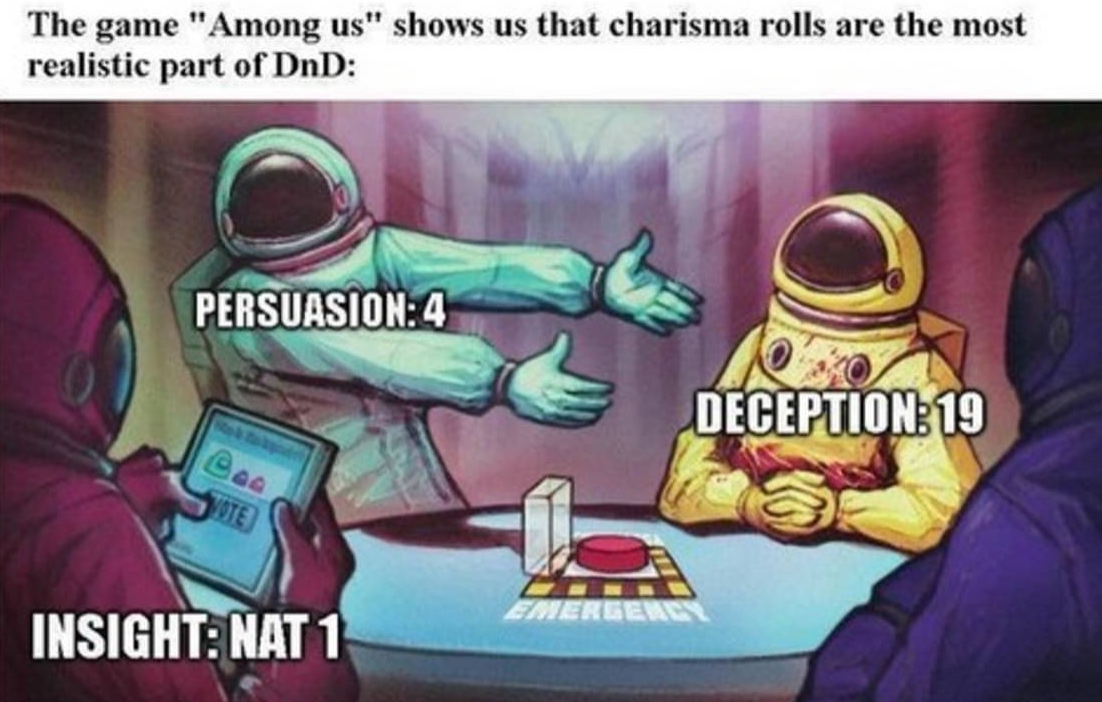 The game "Among us" shows us that charisma rolls are the most
realistic part of DnD:
PERSUASION: 4
DECEPTION: 19
VOTE
EMERGENCY
INSIGHT: NAT 1